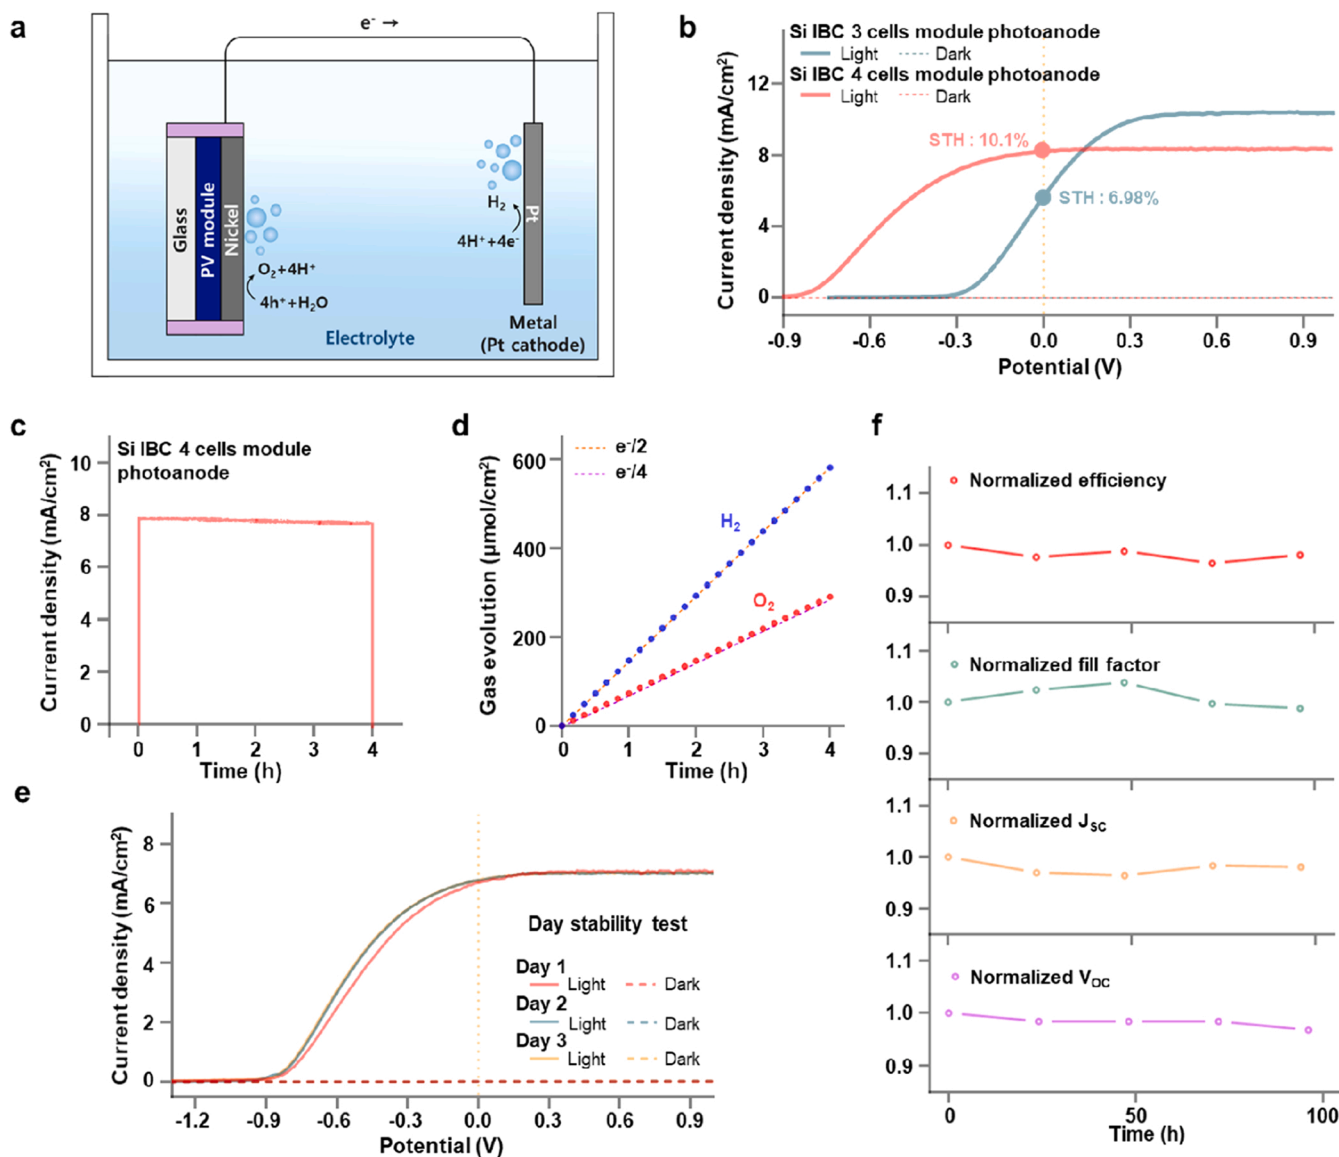 a
e⁻ →
Glass
PV module
Nickel
O₂+4H⁺
4h⁺+H₂O
H₂
4H⁺+4e⁻
Pt
Electrolyte
Metal
(Pt cathode)
b
Si IBC 3 cells module photoanode
Light Dark
Si IBC 4 cells module photoanode
Light Dark
STH : 10.1%
STH : 6.98%
Current density (mA/cm²)
12
8
4
0
-0.9 -0.6 -0.3 0.0 0.3 0.6 0.9
Potential (V)
c
Si IBC 4 cells module
photoanode
Current density (mA/cm²)
10
8
6
4
2
0
0 1 2 3 4
Time (h)
d
e⁻/2
e⁻/4
H₂
O₂
Gas evolution (μmol/cm²)
600
400
200
0
0 1 2 3 4
Time (h)
e
Current density (mA/cm²)
8
6
4
2
0
Day stability test
Day 1
Light Dark
Day 2
Light Dark
Day 3
Light Dark
-1.2 -0.9 -0.6 -0.3 0.0 0.3 0.6 0.9
Potential (V)
f
Normalized efficiency
1.1
1.0
0.9
Normalized fill factor
1.1
1.0
0.9
Normalized J_SC
1.1
1.0
0.9
Normalized V_OC
1.1
1.0
0.9
0 50 100
Time (h)